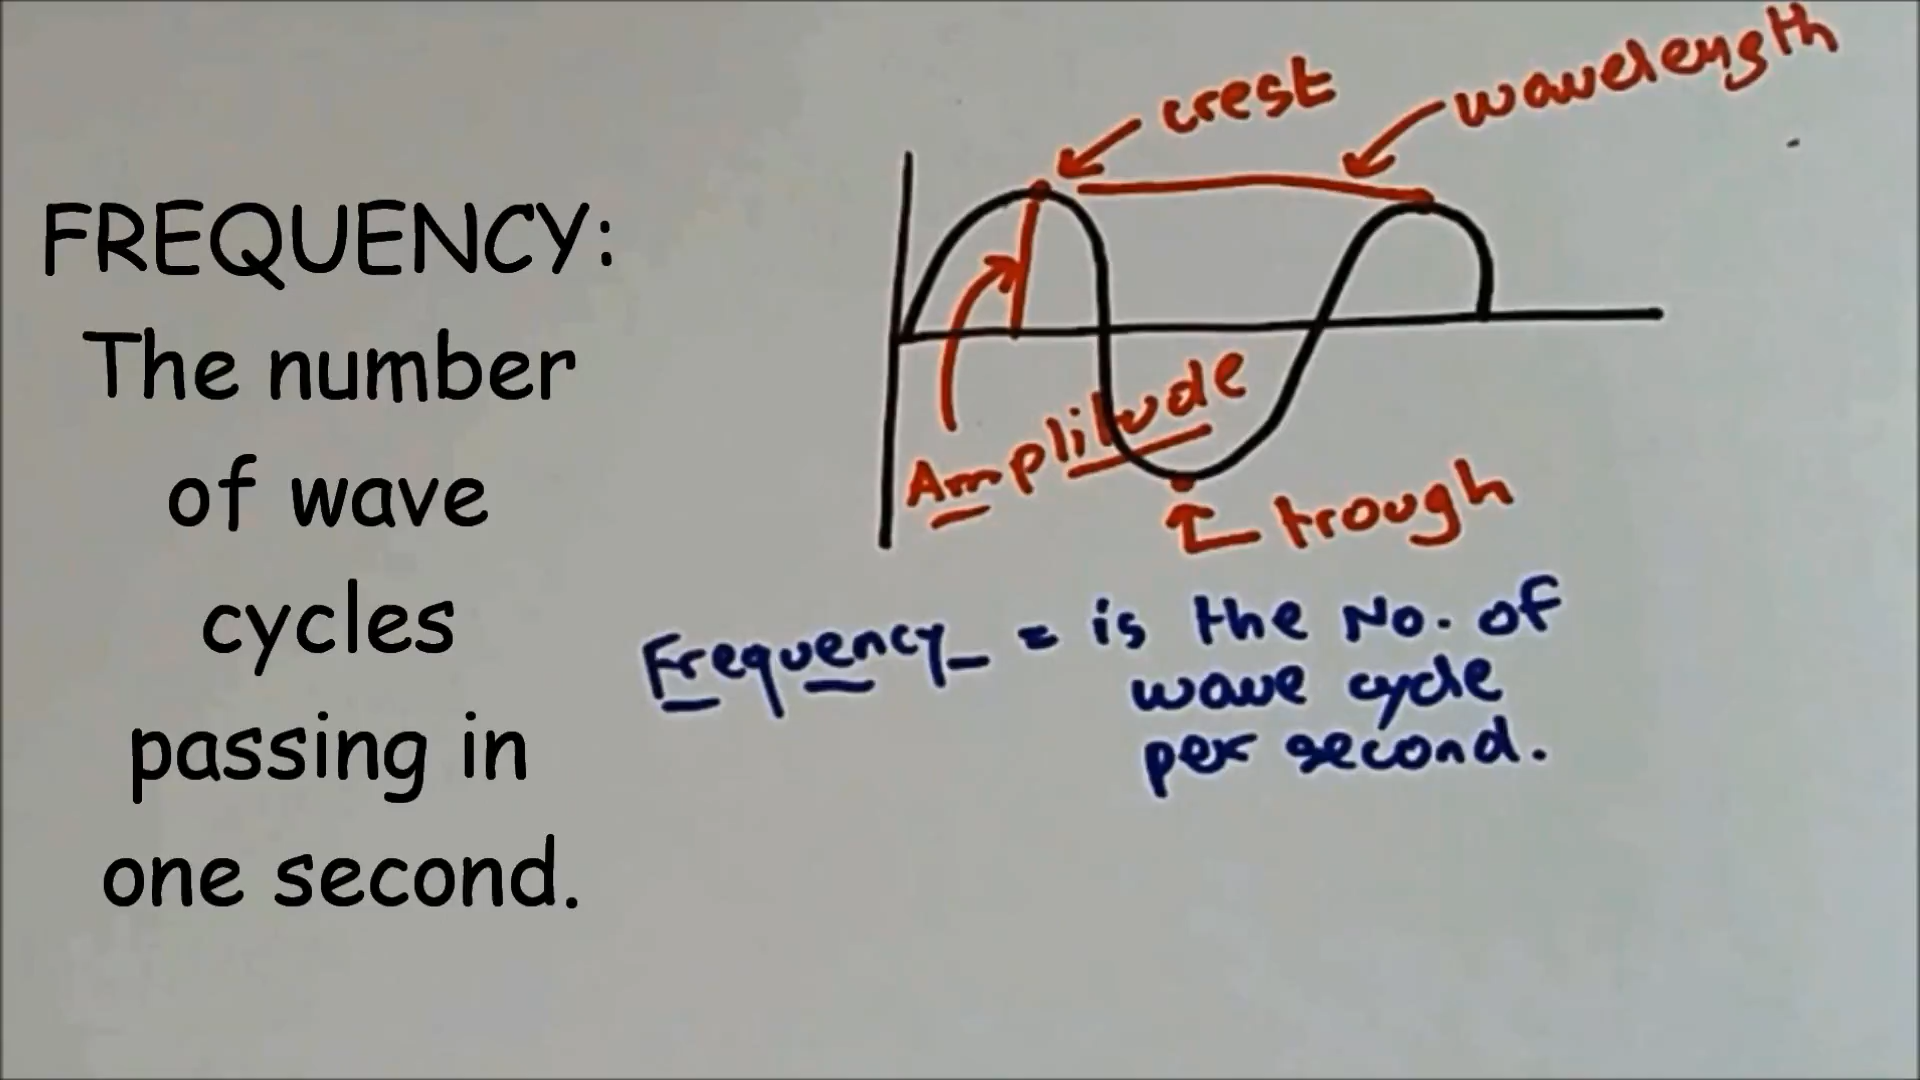 FREQUENCY:
The number
of wave
cycles
passing in
one second.
crest
wavelength
Amplitude
trough
Frequency = is the No. of
wave cycle
per second.